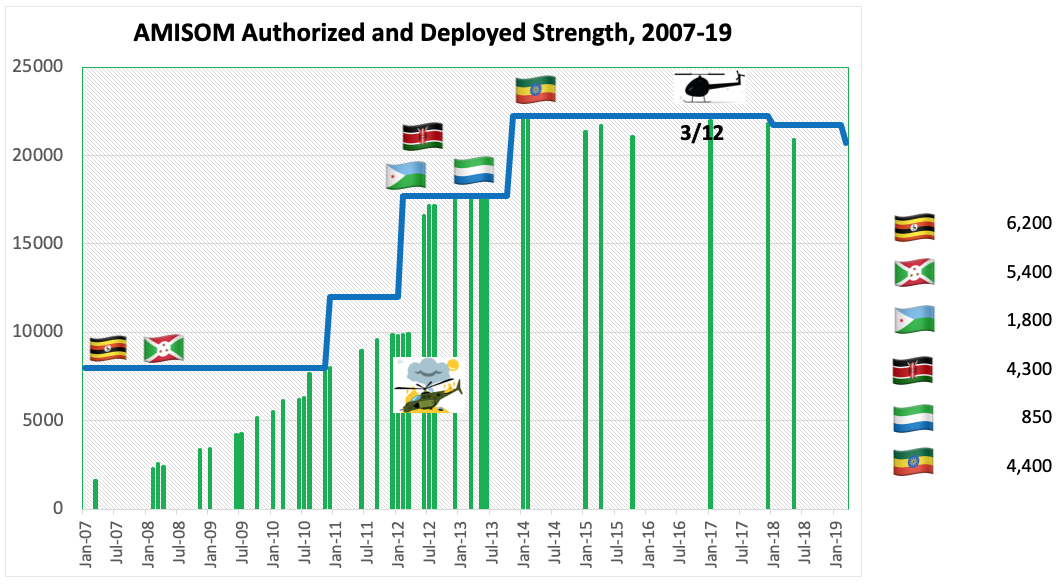 AMISOM Authorized and Deployed Strength, 2007-19
25000
20000
15000
10000
5000
0
3/12
Jan-07
Jul-07
Jan-08
Jul-08
Jan-09
Jul-09
Jan-10
Jul-10
Jan-11
Jul-11
Jan-12
Jul-12
Jan-13
Jul-13
Jan-14
Jul-14
Jan-15
Jul-15
Jan-16
Jul-16
Jan-17
Jul-17
Jan-18
Jul-18
Jan-19
6,200
5,400
1,800
4,300
850
4,400